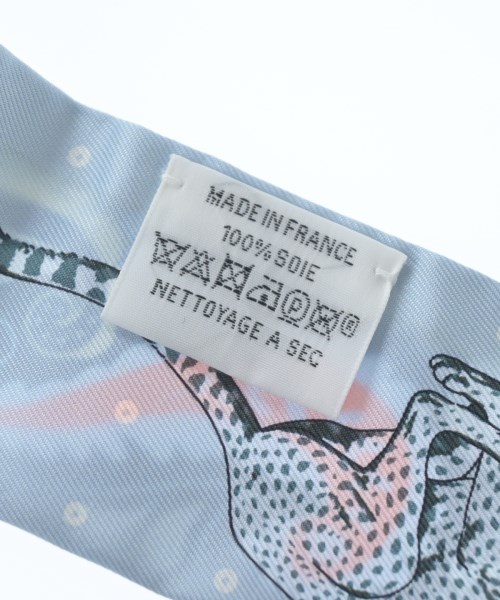 MADE IN FRANCE
100% SOIE
P ®
NETTOYAGE A SEC